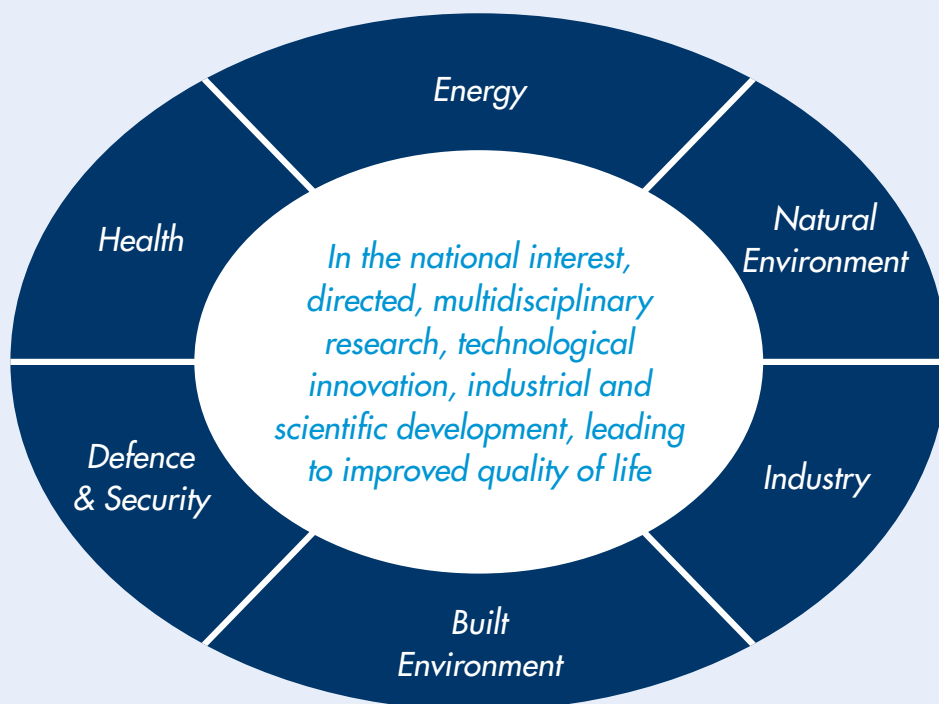 Energy
Natural
Environment
Industry
Built
Environment
Defence
& Security
Health
In the national interest,
directed, multidisciplinary
research, technological
innovation, industrial and
scientific development, leading
to improved quality of life